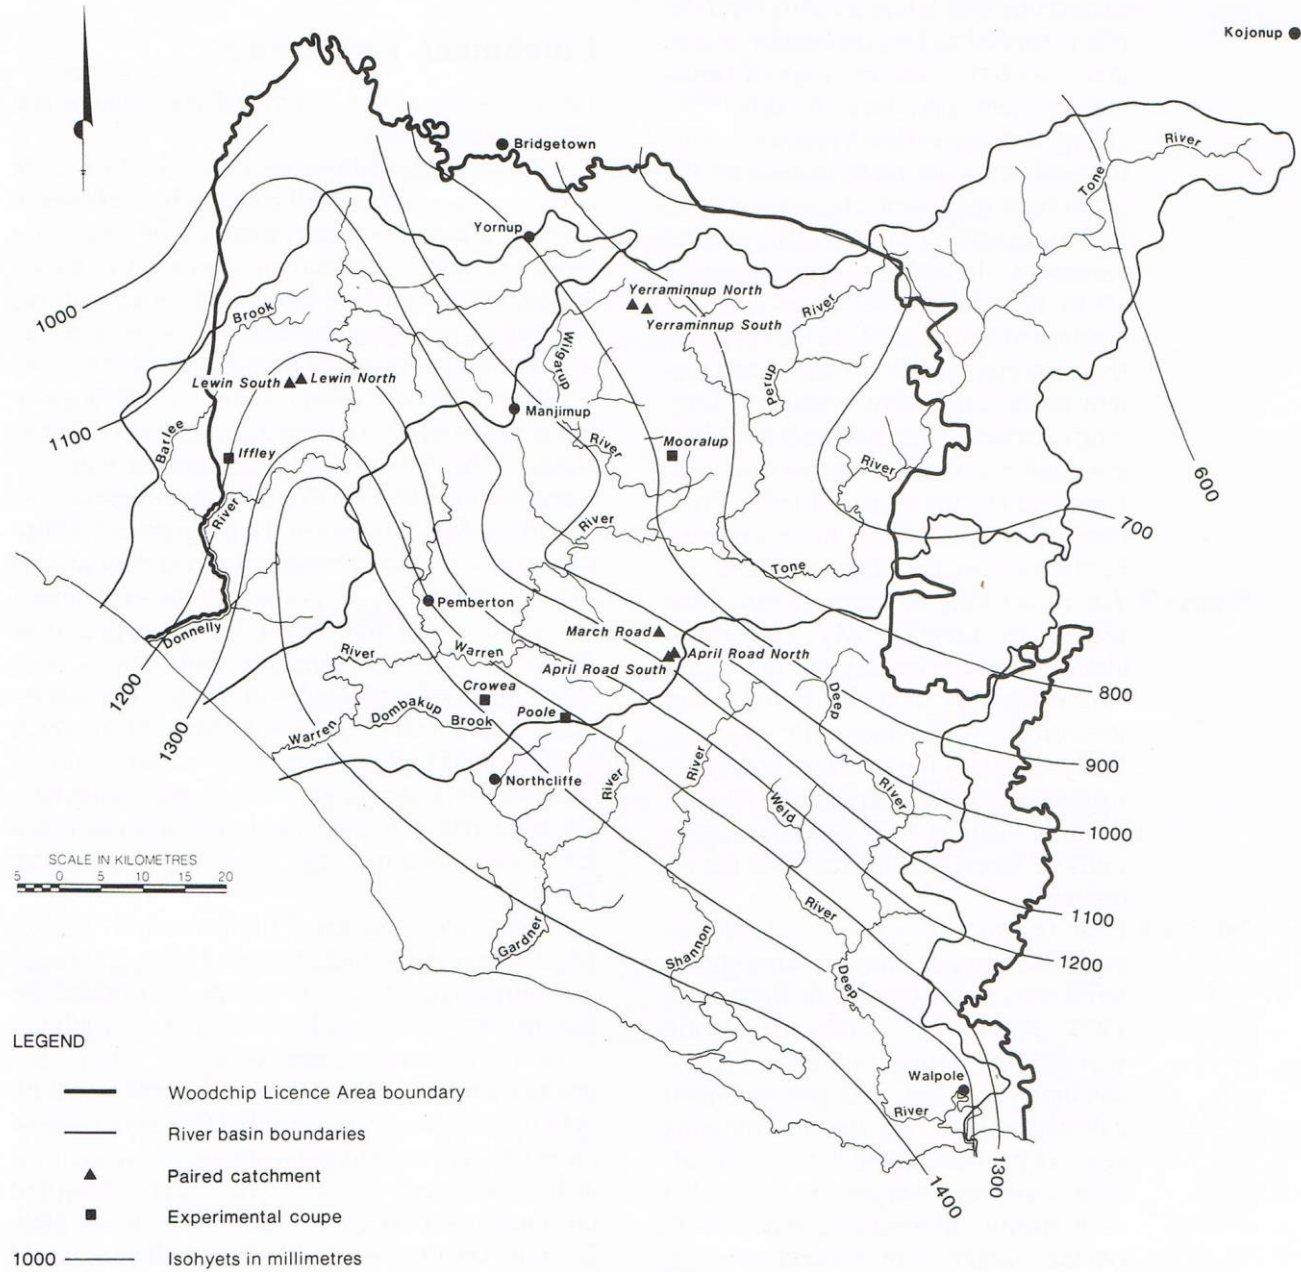 Kojonup
Bridgetown
River
Tone
Yornup
Yerraminnup North
Yerraminnup South
River
1000
Brook
Wilgarup
Perup
Lewin South
Lewin North
Manjimup
1100
Barlee
Iffley
River
Mooralup
River
600
River
River
700
Tone
Pemberton
Donnelly
March Road
April Road North
April Road South
River
Warren
1200
Crowea
800
Deep
Dombakup
Brook
Poole
Warren
1300
River
River
River
900
Northcliffe
Weld
1000
SCALE IN KILOMETRES
5 0 5 10 15 20
River
1100
Gardner
Shannon
1200
Deep
LEGEND
Walpole
River
Woodchip Licence Area boundary
River basin boundaries
Paired catchment
1300
1400
Experimental coupe
1000
Isohyets in millimetres